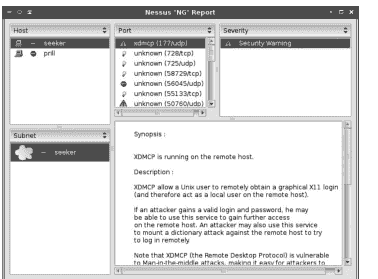 Nessus "NG" Report
Host
Port
Severity
seeker
prill
xdmcp (177/udp)
unknown (728/tcp)
unknown (725/udp)
unknown (58729/tcp)
unknown (56045/udp)
unknown (55133/tcp)
unknown (50760/udp)
Security Warning
Subnet
seeker
Synopsis :
XDMCP is running on the remote host.
Description :
XDMCP allow a Unix user to remotely obtain a graphical X11 login
(and therefore act as a local user on the remote host).
If an attacker gains a valid login and password, he may
be able to use this service to gain further access
on the remote host. An attacker may also use this service
to mount a dictionary attack against the remote host to try
to log in remotely.
Note that XDMCP (the Remote Desktop Protocol) is vulnerable
to Man-in-the-middle attacks, making it easy for attackers to